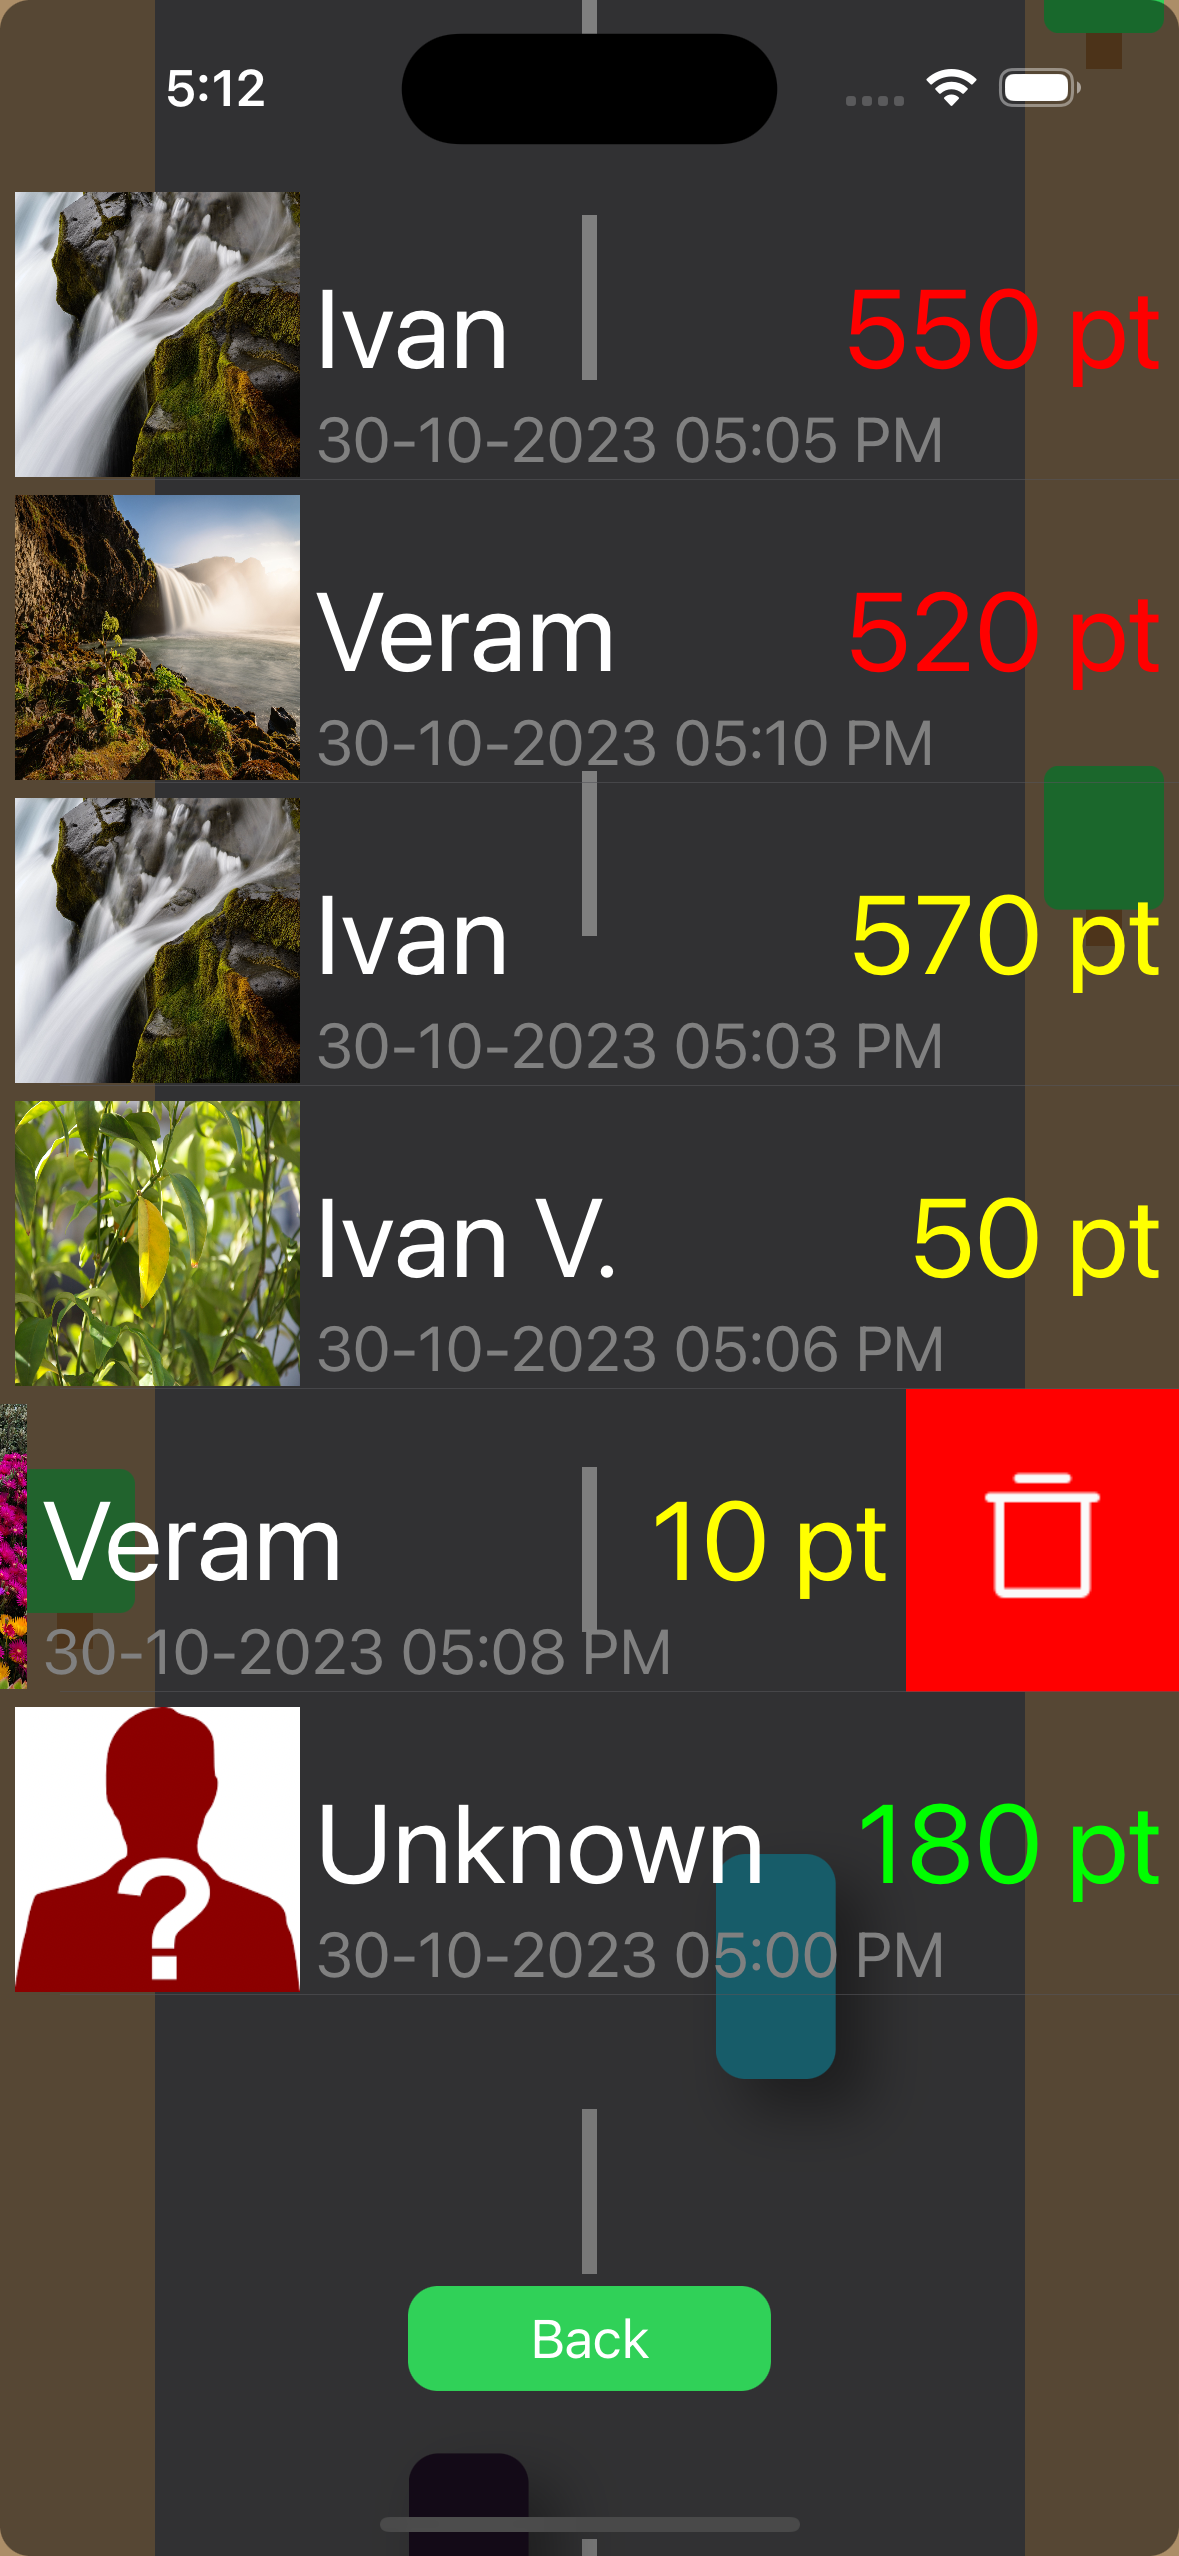 5:12
Ivan
550 pt
30-10-2023 05:05 PM
Veram
520 pt
30-10-2023 05:10 PM
Ivan
570 pt
30-10-2023 05:03 PM
Ivan V.
50 pt
30-10-2023 05:06 PM
Veram
10 pt
30-10-2023 05:08 PM
?
Unknown
180 pt
30-10-2023 05:00 PM
Back